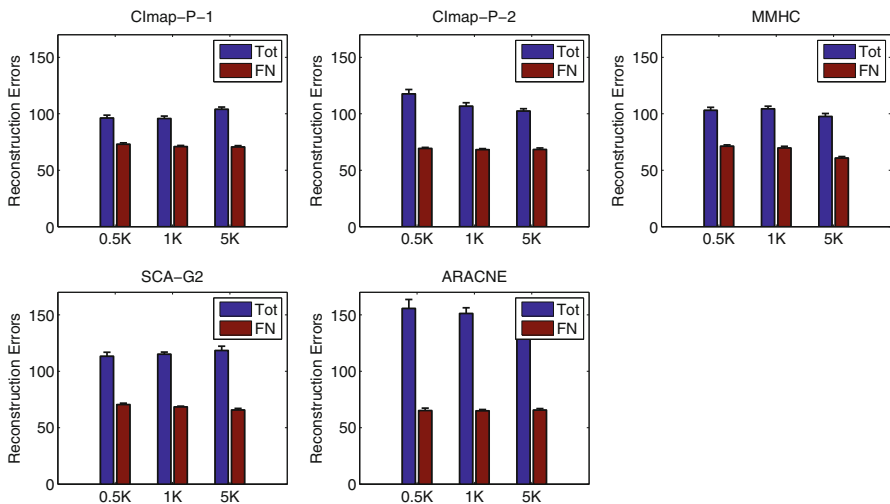 CImap-P-1
Reconstruction Errors
150
100
50
0
0.5K 1K 5K
Tot
FN
CImap-P-2
Reconstruction Errors
150
100
50
0
0.5K 1K 5K
Tot
FN
MMHC
Reconstruction Errors
150
100
50
0
0.5K 1K 5K
Tot
FN
SCA-G2
Reconstruction Errors
150
100
50
0
0.5K 1K 5K
Tot
FN
ARACNE
Reconstruction Errors
150
100
50
0
0.5K 1K 5K
Tot
FN